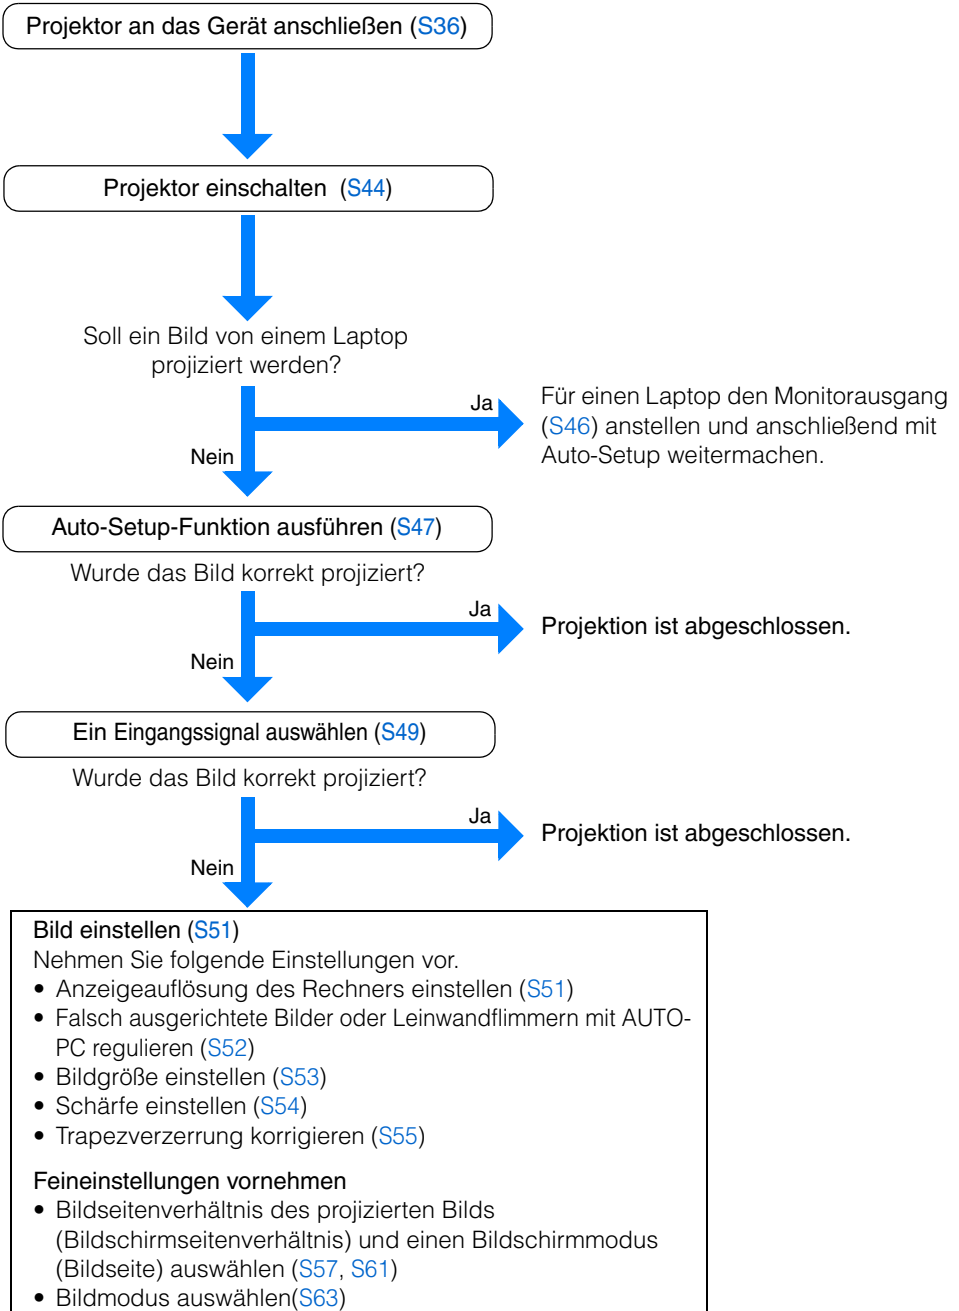 Projektor an das Gerät anschließen (S36)
Projektor einschalten (S44)
Soll ein Bild von einem Laptop
projiziert werden?
Ja
Für einen Laptop den Monitorausgang
(S46) anstellen und anschließend mit
Auto-Setup weitermachen.
Nein
Auto-Setup-Funktion ausführen (S47)
Wurde das Bild korrekt projiziert?
Ja
Projektion ist abgeschlossen.
Nein
Ein Eingangssignal auswählen (S49)
Wurde das Bild korrekt projiziert?
Ja
Projektion ist abgeschlossen.
Nein
Bild einstellen (S51)
Nehmen Sie folgende Einstellungen vor.
• Anzeigeauflösung des Rechners einstellen (S51)
• Falsch ausgerichtete Bilder oder Leinwandflimmern mit AUTO-
PC regulieren (S52)
• Bildgröße einstellen (S53)
• Schärfe einstellen (S54)
• Trapezverzerrung korrigieren (S55)
Feineinstellungen vornehmen
• Bildseitenverhältnis des projizierten Bilds
(Bildschirmseitenverhältnis) und einen Bildschirmmodus
(Bildseite) auswählen (S57, S61)
• Bildmodus auswählen(S63)